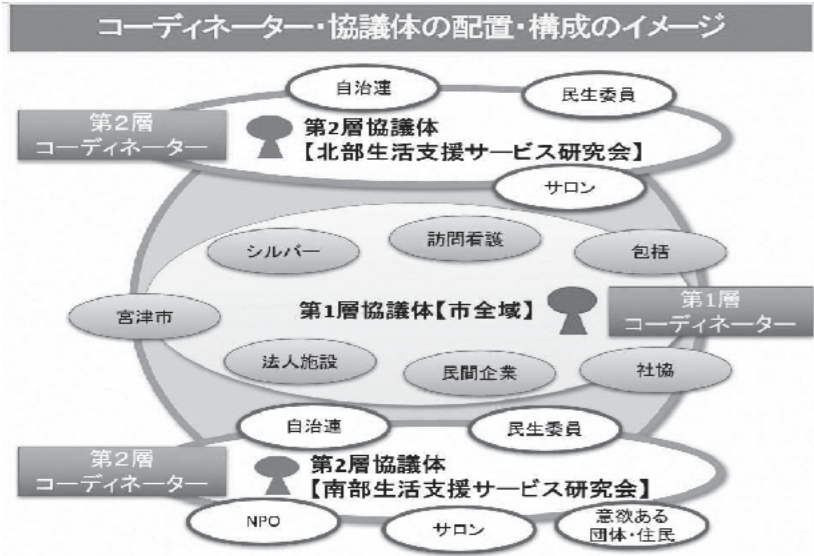 コーディネーター・協議体の配置・構成のイメージ
自治連
民生委員
第2層
コーディネーター
第2層協議体
【北部生活支援サービス研究会】
サロン
シルバー
訪問看護
包括
宮津市
第1層協議体【市全域】
第1層
コーディネーター
法人施設
民間企業
社協
自治連
民生委員
第2層
コーディネーター
第2層協議体
【南部生活支援サービス研究会】
NPO
サロン
意欲ある
団体・住民